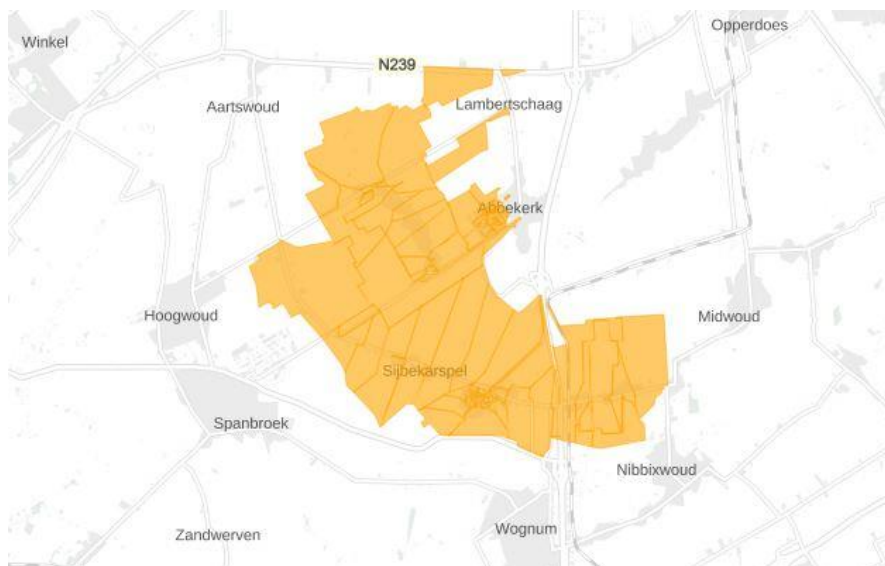 Opperdoes
Winkel
N239
Aartswoud
Lambertschaag
Abbekerk
Hoogwoud
Midwoud
Sijbekarspel
Spanbroek
Nibbixwoud
Zandwerven
Wognum